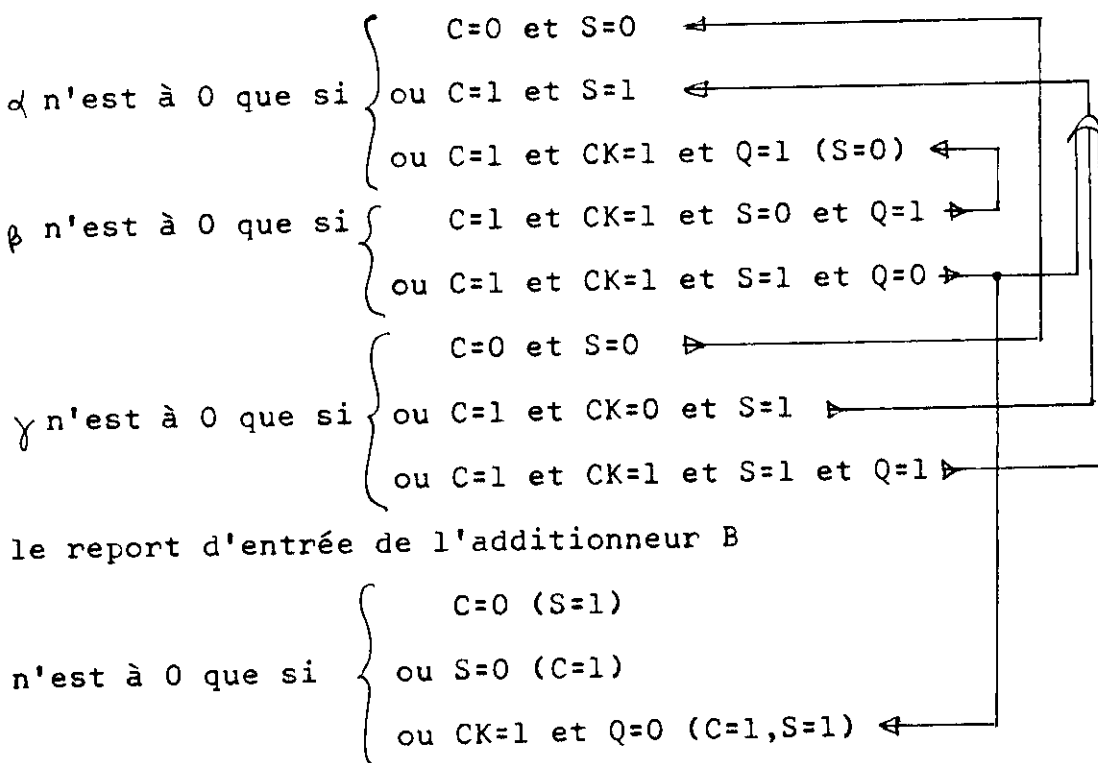 C=0 et S=0
α n'est à 0 que si
ou C=1 et S=1
ou C=1 et CK=1 et Q=1 (S=0)
β n'est à 0 que si
C=1 et CK=1 et S=0 et Q=1
ou C=1 et CK=1 et S=1 et Q=0
C=0 et S=0
γ n'est à 0 que si
ou C=1 et CK=0 et S=1
ou C=1 et CK=1 et S=1 et Q=1
le report d'entrée de l'additionneur B
C=0 (S=1)
n'est à 0 que si
ou S=0 (C=1)
ou CK=1 et Q=0 (C=1,S=1)